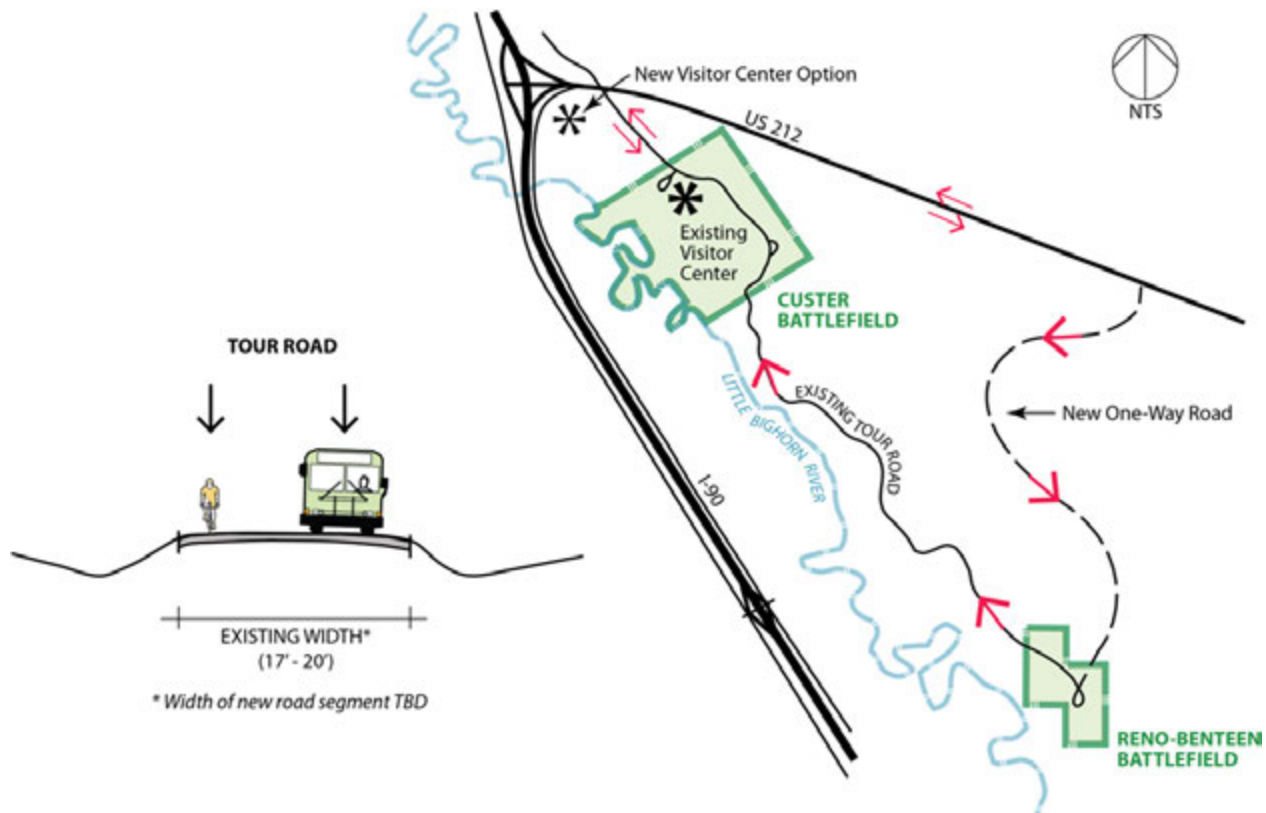 New Visitor Center Option
NTS
US 212
Existing
Visitor
Center
CUSTER
BATTLEFIELD
TOUR ROAD
LITTLE BIGHORN RIVER
EXISTING TOUR ROAD
New One-Way Road
I-90
EXISTING WIDTH*
(17' - 20')
* Width of new road segment TBD
RENO-BENTEEN
BATTLEFIELD